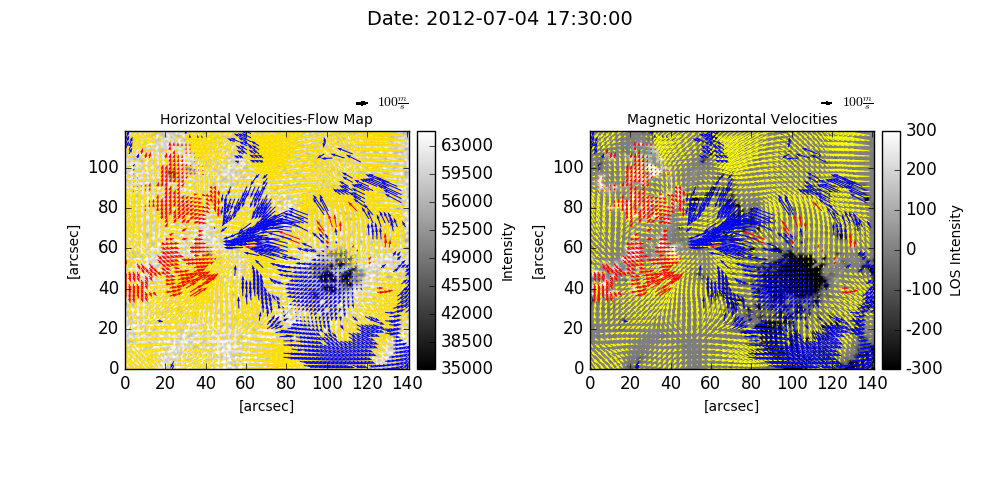 Date: 2012-07-04 17:30:00
100 m/s
100 m/s
Horizontal Velocities-Flow Map
Magnetic Horizontal Velocities
100
80
60
40
20
0
[arcsec]
0 20 40 60 80 100 120 140
[arcsec]
63000
59500
56000
52500
49000
45500
42000
38500
35000
Intensity
100
80
60
40
20
0
[arcsec]
0 20 40 60 80 100 120 140
[arcsec]
300
200
100
0
-100
-200
-300
LOS Intensity